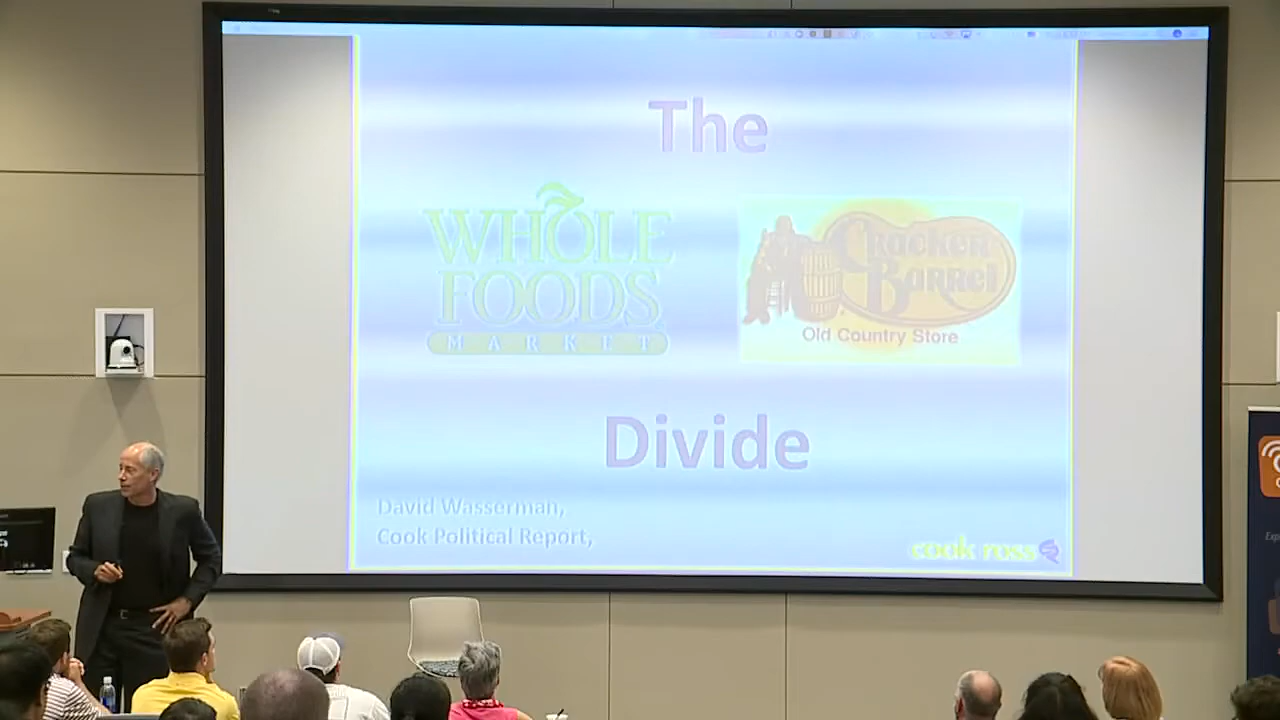 The
WHOLE
FOODS
MARKET
Cracker
Barrel
Old Country Store
Divide
David Wasserman,
Cook Political Report,
cook ross